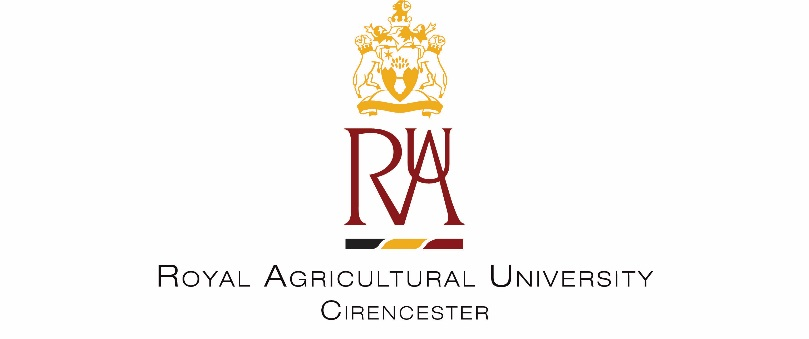 RAU
ROYAL AGRICULTURAL UNIVERSITY
CIRENCESTER